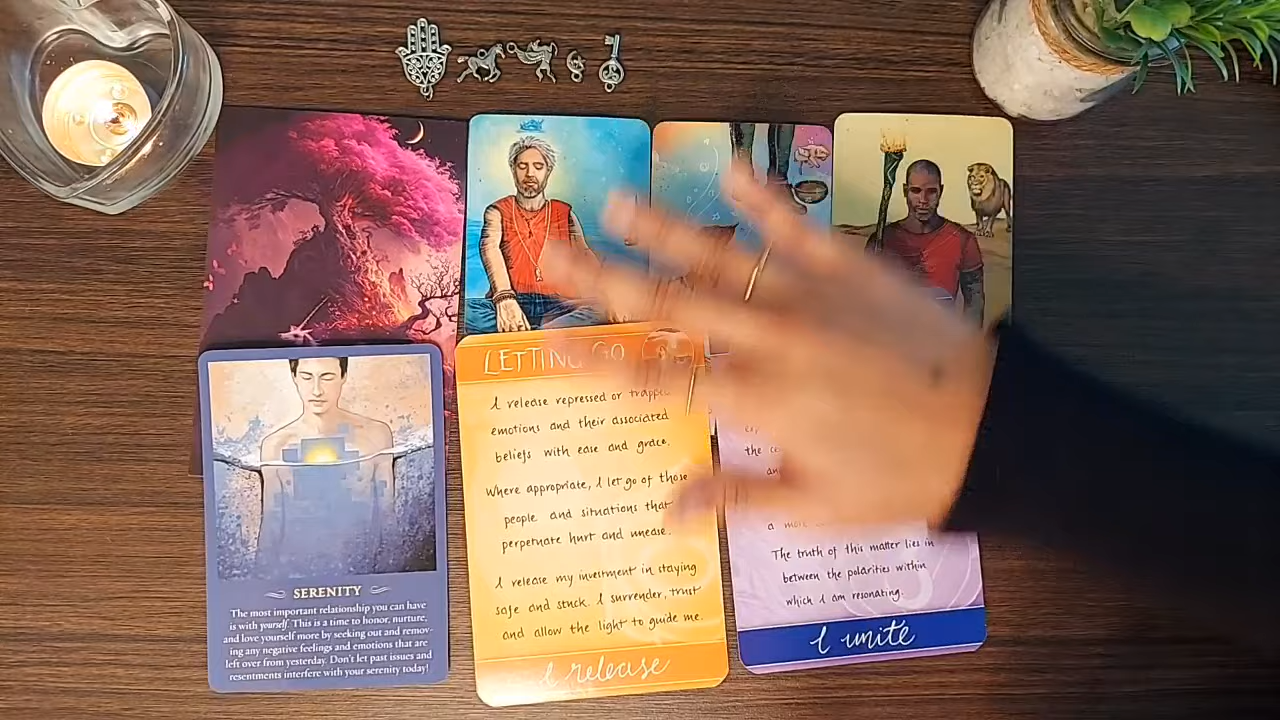 SERENITY
The most important relationship you can have
is with yourself. This is a time to honor, nurture,
and love yourself more by seeking out and remov-
ing any negative feelings and emotions that are
left over from yesterday. Don't let past issues and
resentments interfere with your serenity today!
LETTING GO
I release repressed or trapped
emotions and their associated
beliefs with ease and grace.
Where appropriate, I let go of those
people and situations that
perpetuate hurt and unease.
I release my investment in staying
safe and stuck. I surrender, trust
and allow the light to guide me.
I release
the
a more
The truth of this matter lies in
between the polarities within
which I am resonating.
I unite